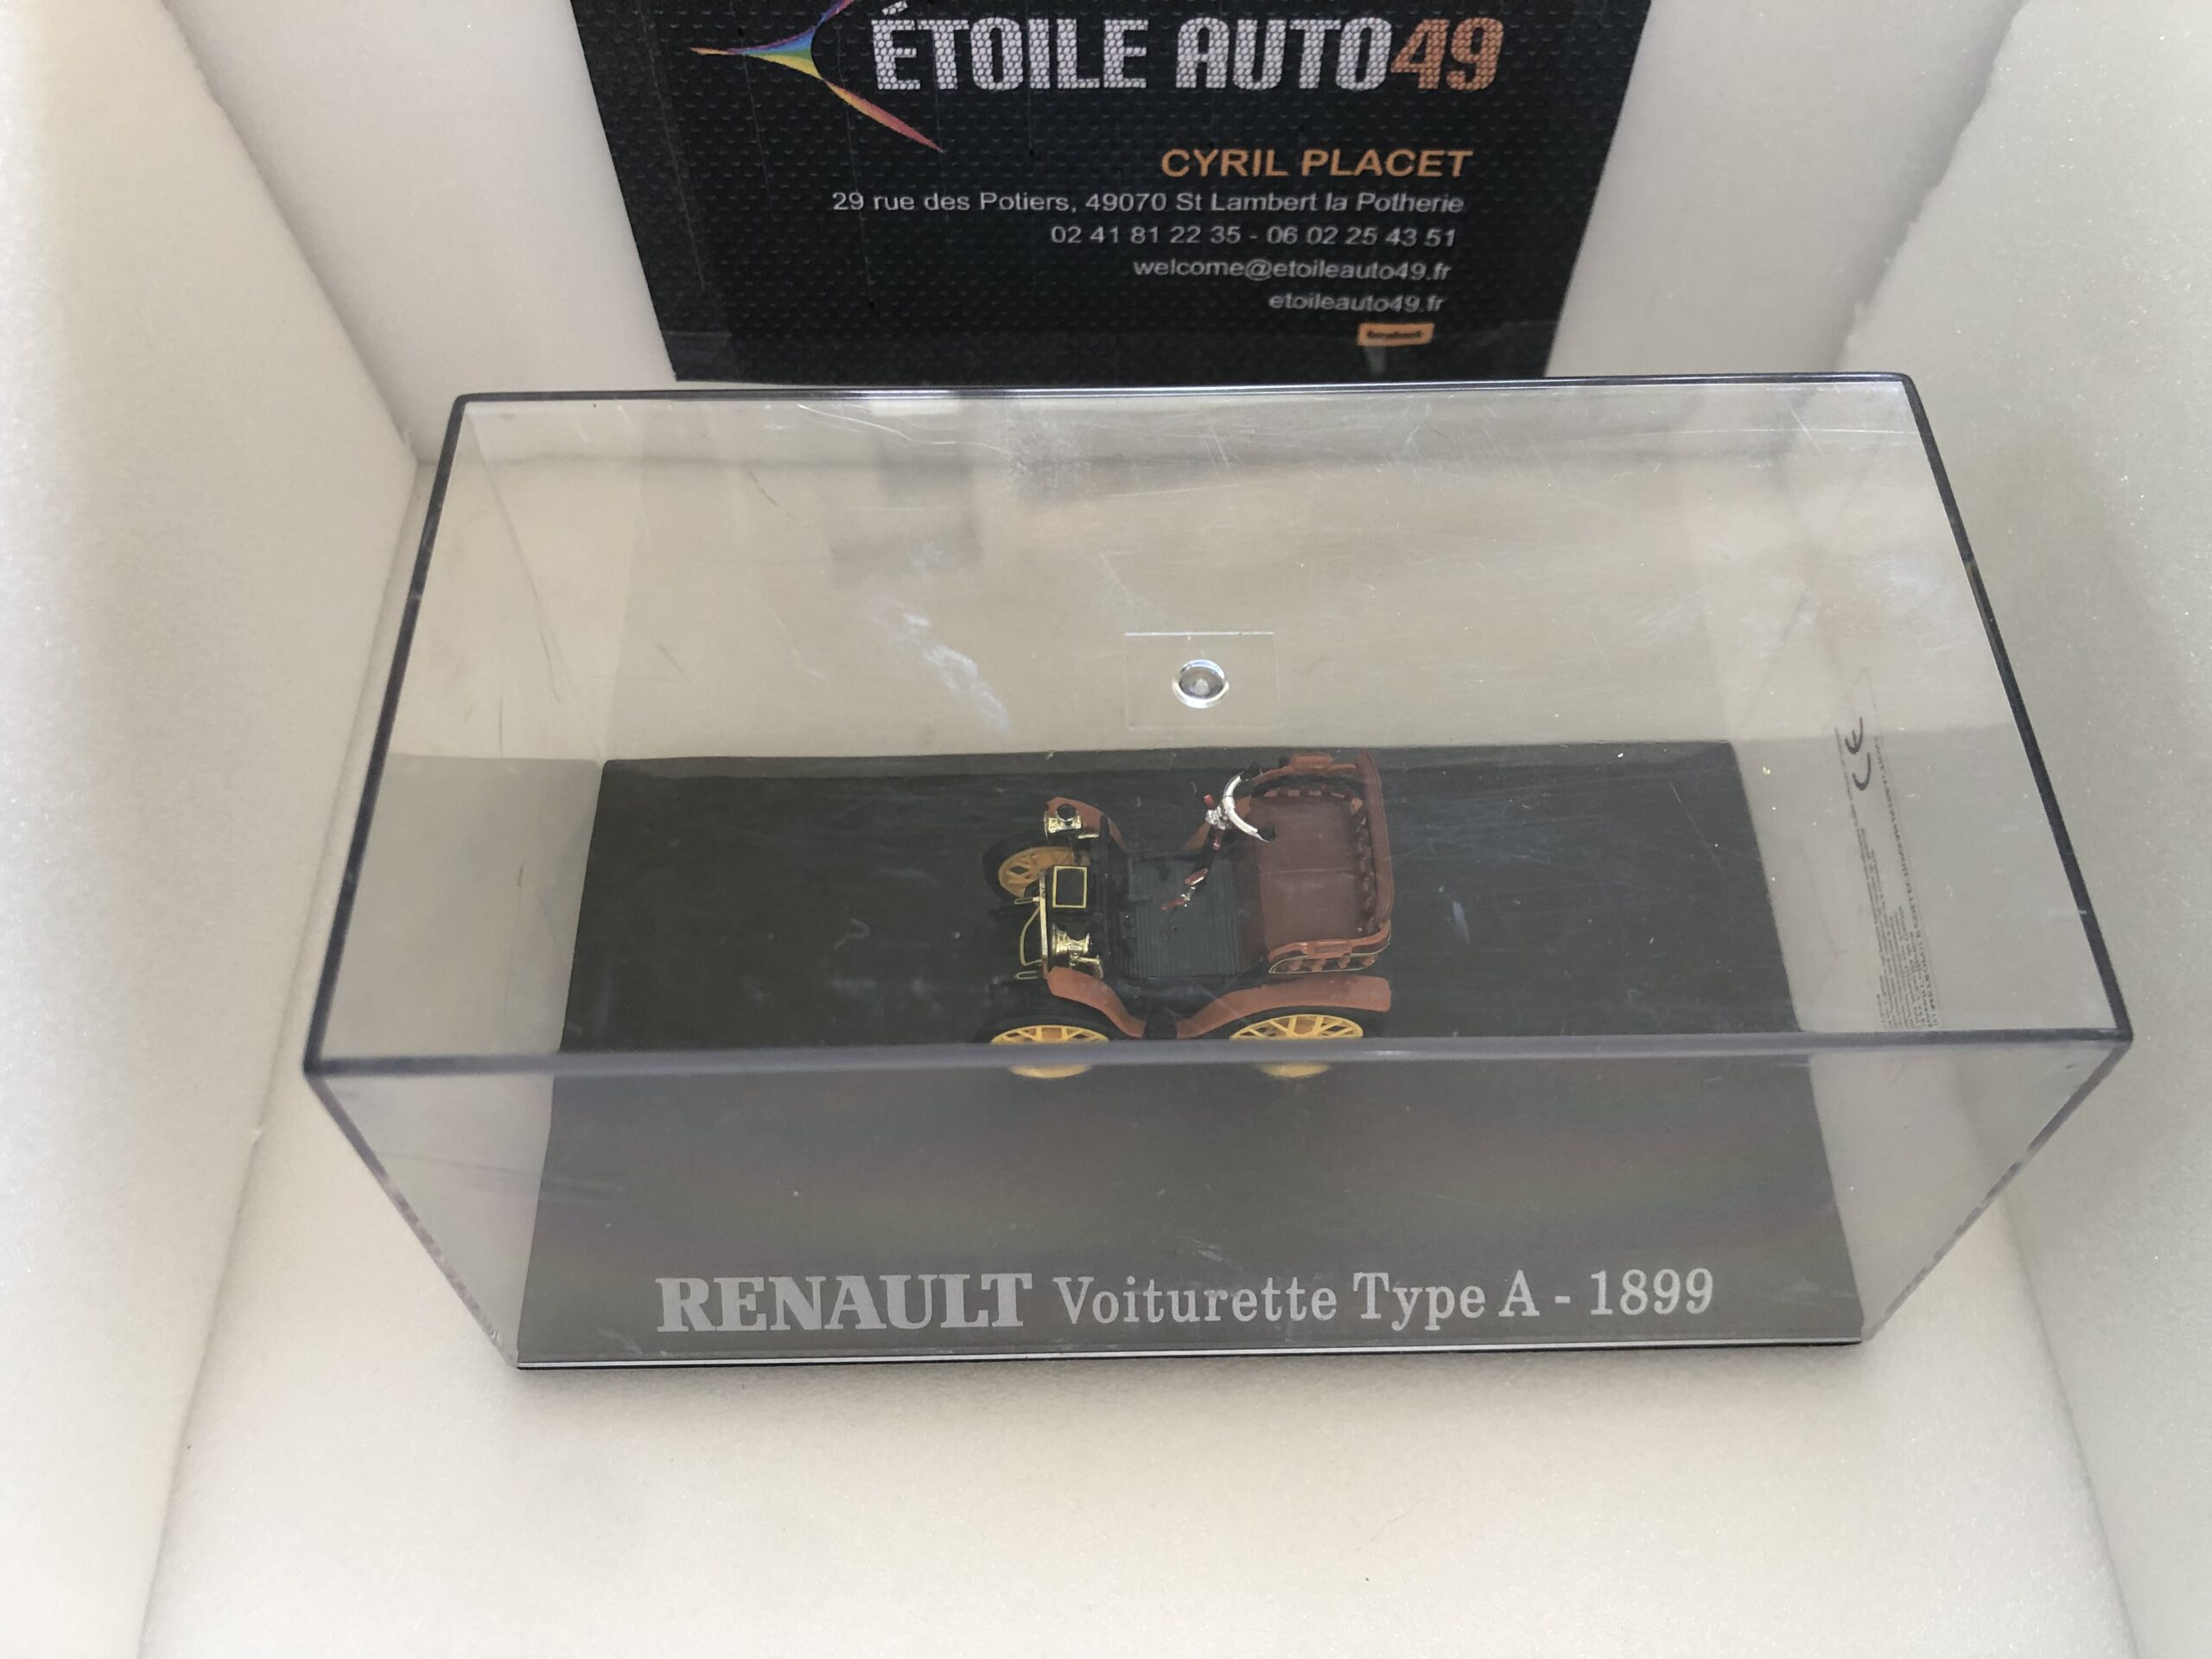 ÉTOILE AUTO49
CYRIL PLACET
29 rue des Potiers, 49070 St Lambert la Potherie
02 41 81 22 35 - 06 02 25 43 51
welcome@etoileauto49.fr
etoileauto49.fr
CE
RENAULT Voiturette Type A - 1899